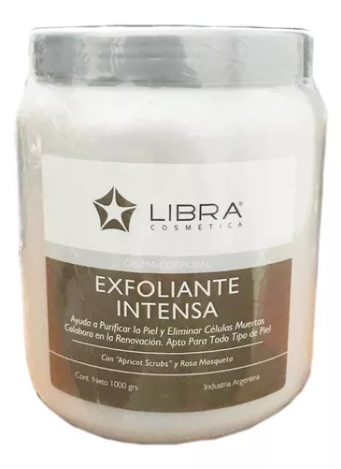 LIBRA®
COSMETICA
CREMA CORPORAL
EXFOLIANTE
INTENSA
Ayuda a Purificar la Piel y Eliminar Células Muertas
Colabora en la Renovación. Apto Para Todo Tipo de Piel
Con "Apricot Scrubs" y Rosa Mosqueta
Cont. Neto 1000 grs
Industria Argentina